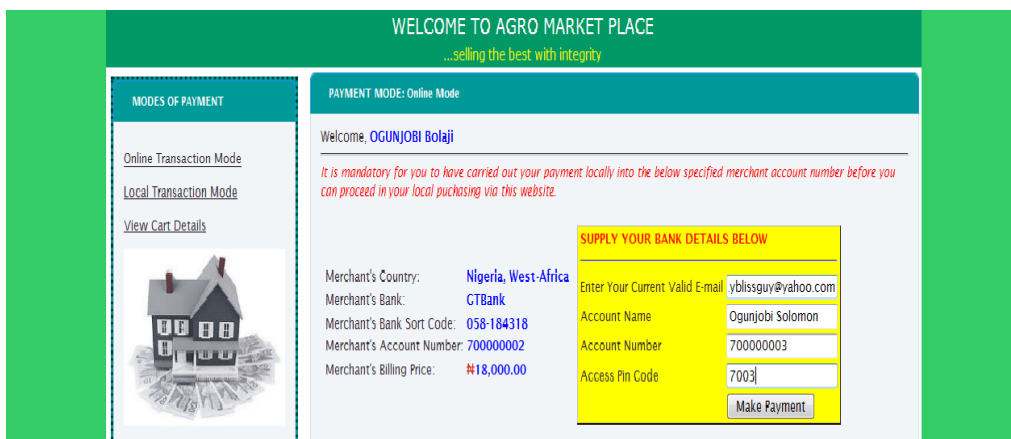 WELCOME TO AGRO MARKET PLACE
...selling the best with integrity
MODES OF PAYMENT
Online Transaction Mode
Local Transaction Mode
View Cart Details
PAYMENT MODE: Online Mode
Welcome, OGUNJOBI Bolaji
It is mandatory for you to have carried out your payment locally into the below specified merchant account number before you
can proceed in your local puchasing via this website.
Merchant's Country: Nigeria, West-Africa
Merchant's Bank: GTBank
Merchant's Bank Sort Code: 058-184318
Merchant's Account Number: 700000002
Merchant's Billing Price: ₦18,000.00
SUPPLY YOUR BANK DETAILS BELOW
Enter Your Current Valid E-mail yblissguy@yahoo.com
Account Name Ogunjobi Solomon
Account Number 700000003
Access Pin Code 7003
Make Payment